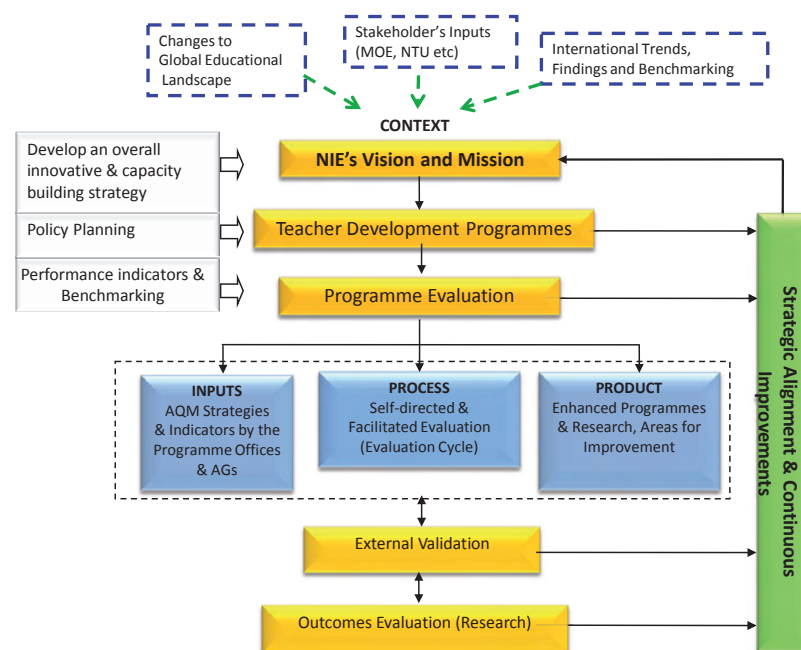 Changes to
Global Educational
Landscape
Stakeholder's Inputs
(MOE, NTU etc)
International Trends,
Findings and Benchmarking
CONTEXT
Develop an overall
innovative & capacity
building strategy
NIE's Vision and Mission
Policy Planning
Teacher Development Programmes
Performance indicators &
Benchmarking
Programme Evaluation
INPUTS
AQM Strategies
& Indicators by the
Programme Offices
& AGs
PROCESS
Self-directed &
Facilitated Evaluation
(Evaluation Cycle)
PRODUCT
Enhanced Programmes
& Research, Areas for
Improvement
External Validation
Outcomes Evaluation (Research)
Strategic Alignment & Continuous
Improvements